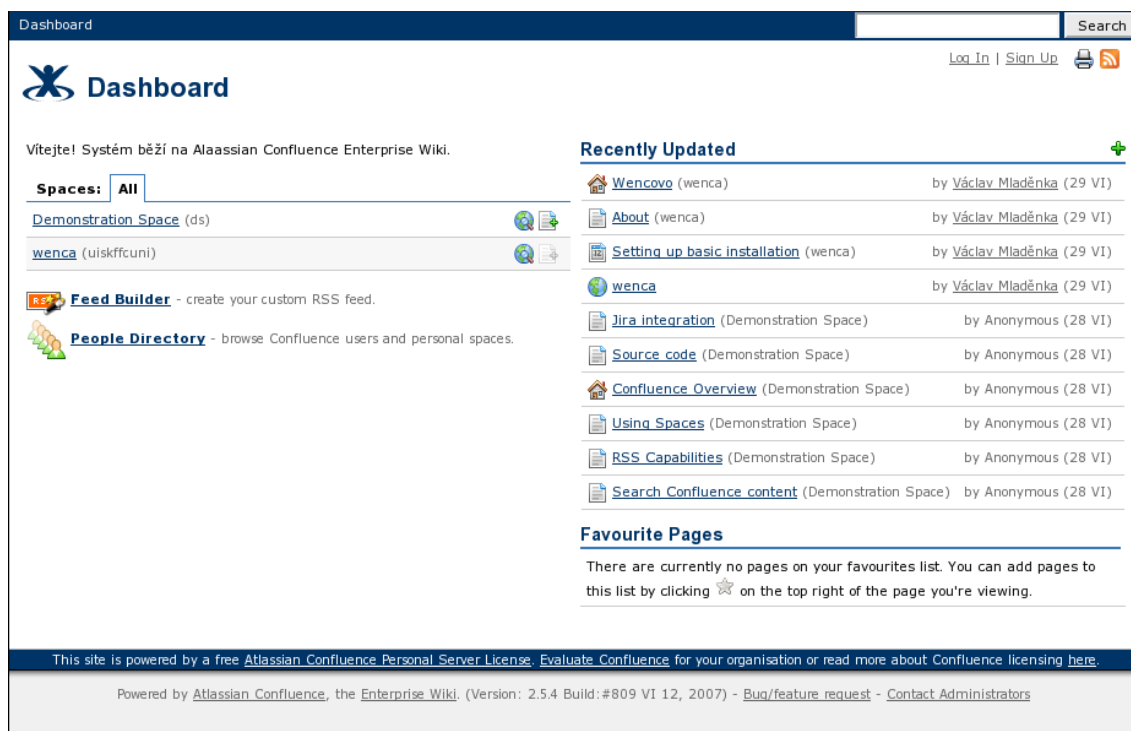 Dashboard
Search
Log In | Sign Up
Dashboard
Vítejte! Systém běží na Alaassian Confluence Enterprise Wiki.
Spaces: All
Demonstration Space (ds)
wenca (uiskffcuni)
RSS
Feed Builder - create your custom RSS feed.
People Directory - browse Confluence users and personal spaces.
Recently Updated
Wencovo (wenca) by Václav Mladěnka (29 VI)
About (wenca) by Václav Mladěnka (29 VI)
12
Setting up basic installation (wenca) by Václav Mladěnka (29 VI)
wenca by Václav Mladěnka (29 VI)
Jira integration (Demonstration Space) by Anonymous (28 VI)
Source code (Demonstration Space) by Anonymous (28 VI)
Confluence Overview (Demonstration Space) by Anonymous (28 VI)
Using Spaces (Demonstration Space) by Anonymous (28 VI)
RSS Capabilities (Demonstration Space) by Anonymous (28 VI)
Search Confluence content (Demonstration Space) by Anonymous (28 VI)
Favourite Pages
There are currently no pages on your favourites list. You can add pages to
this list by clicking on the top right of the page you're viewing.
This site is powered by a free Atlassian Confluence Personal Server License. Evaluate Confluence for your organisation or read more about Confluence licensing here.
Powered by Atlassian Confluence, the Enterprise Wiki. (Version: 2.5.4 Build:#809 VI 12, 2007) - Bug/feature request - Contact Administrators